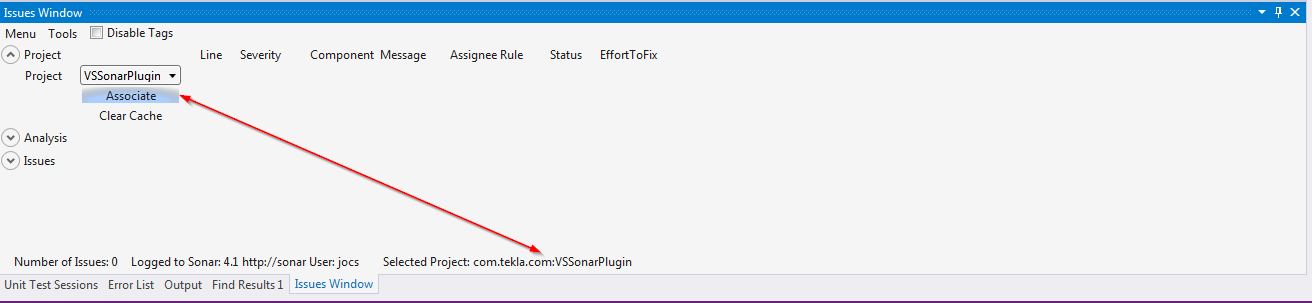 Issues Window
Menu Tools Disable Tags
Project Line Severity Component Message Assignee Rule Status EffortToFix
Project VSSonarPlugin
Associate
Clear Cache
Analysis
Issues
Number of Issues: 0 Logged to Sonar: 4.1 http://sonar User: jocs Selected Project: com.tekla.com:VSSonarPlugin
Unit Test Sessions Error List Output Find Results 1 Issues Window